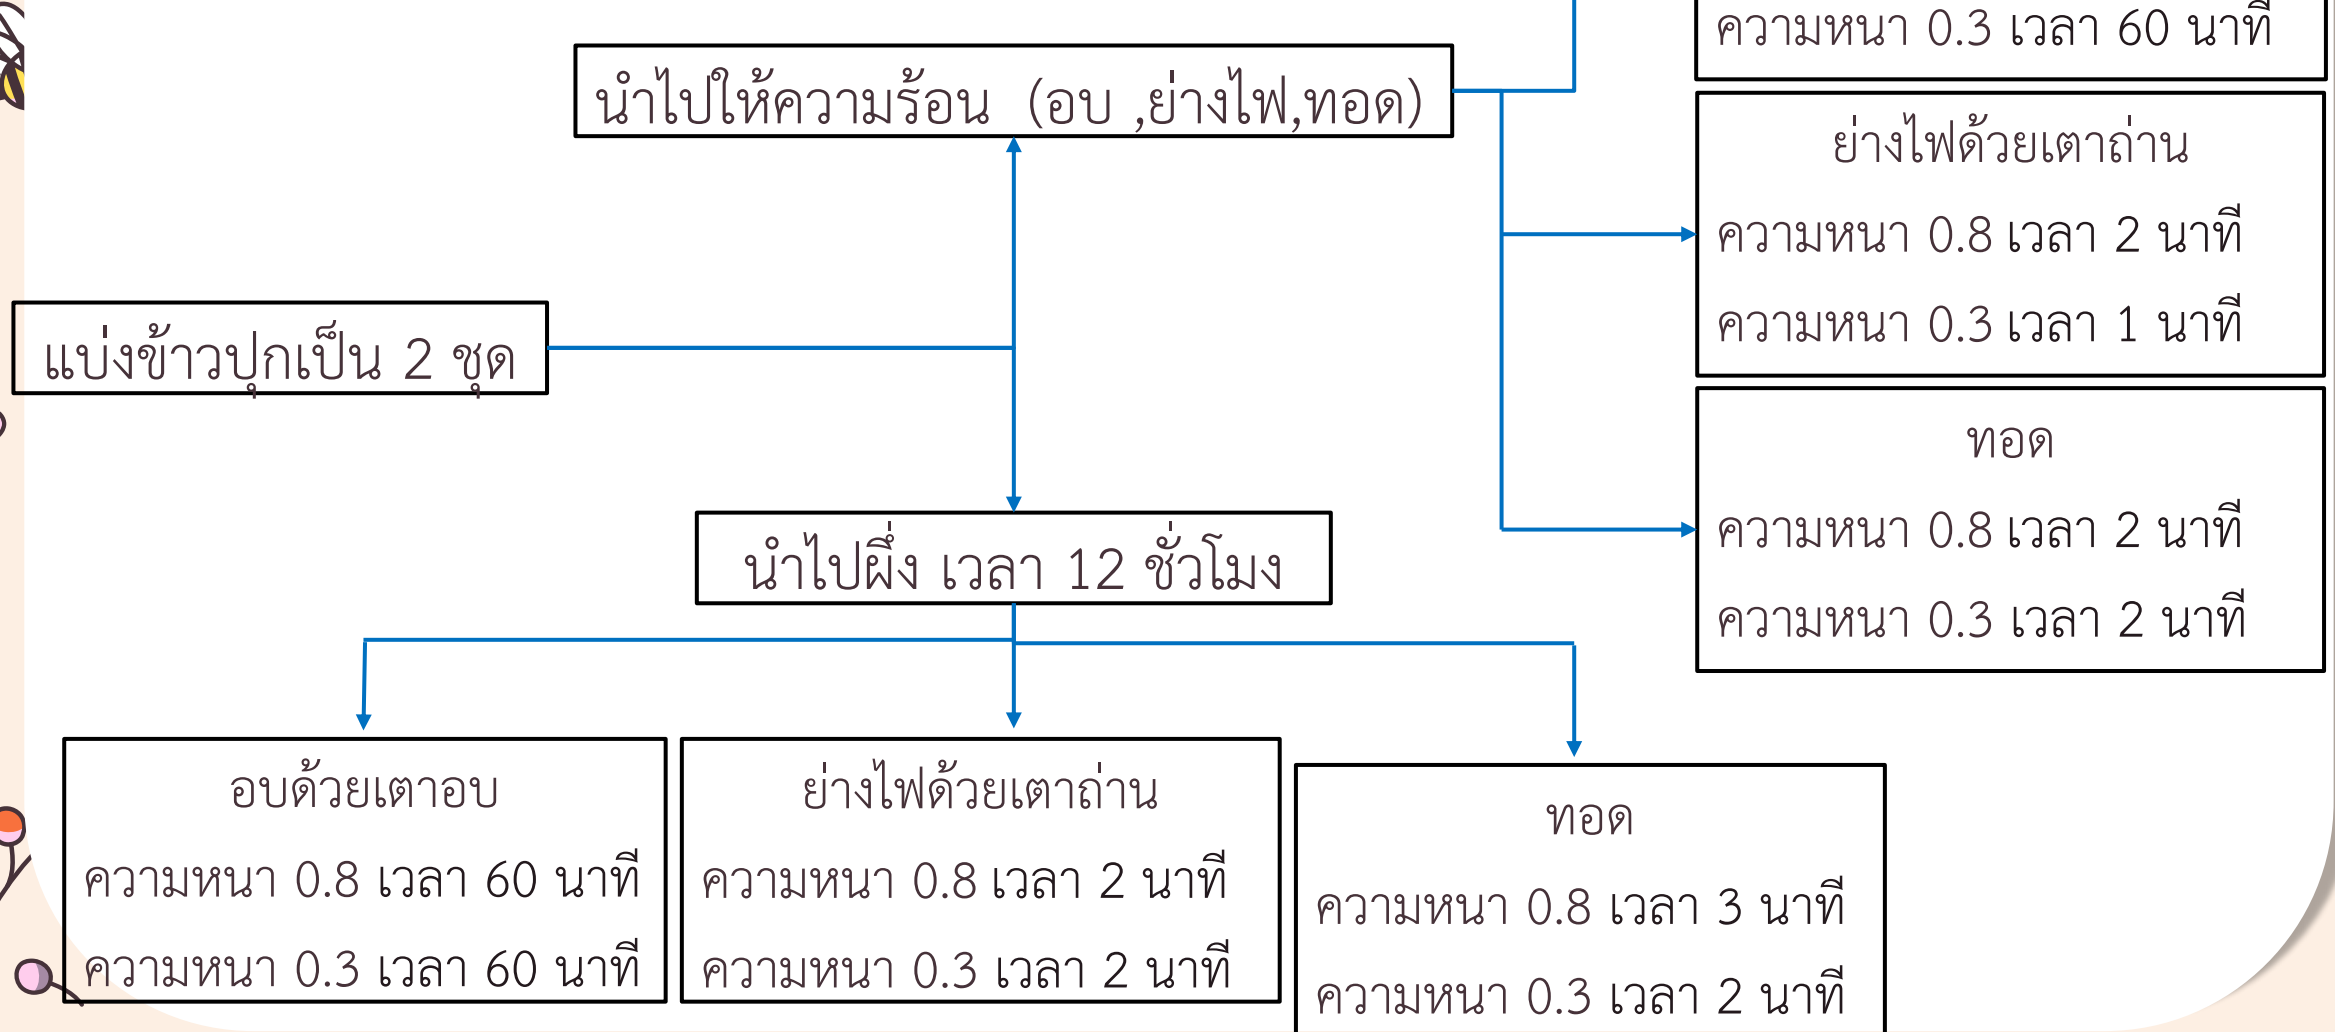 ความหนา 0.3 เวลา 60 นาที
นำไปให้ความร้อน (อบ ,ย่างไฟ,ทอด)
ย่างไฟด้วยเตาถ่าน
ความหนา 0.8 เวลา 2 นาที
ความหนา 0.3 เวลา 1 นาที
แบ่งข้าวปุกเป็น 2 ชุด
ทอด
ความหนา 0.8 เวลา 2 นาที
ความหนา 0.3 เวลา 2 นาที
นำไปผึ่ง เวลา 12 ชั่วโมง
อบด้วยเตาอบ
ความหนา 0.8 เวลา 60 นาที
ความหนา 0.3 เวลา 60 นาที
ย่างไฟด้วยเตาถ่าน
ความหนา 0.8 เวลา 2 นาที
ความหนา 0.3 เวลา 2 นาที
ทอด
ความหนา 0.8 เวลา 3 นาที
ความหนา 0.3 เวลา 2 นาที